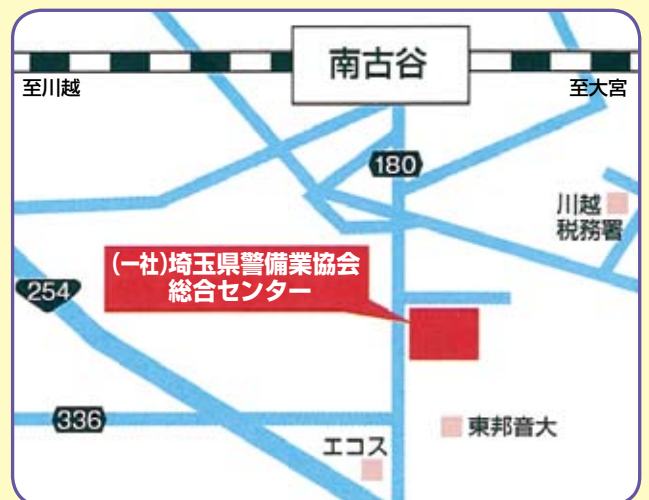 南古谷
至川越
至大宮
180
川越
税務署
(一社)埼玉県警備業協会
総合センター
254
336
東邦音大
エコス